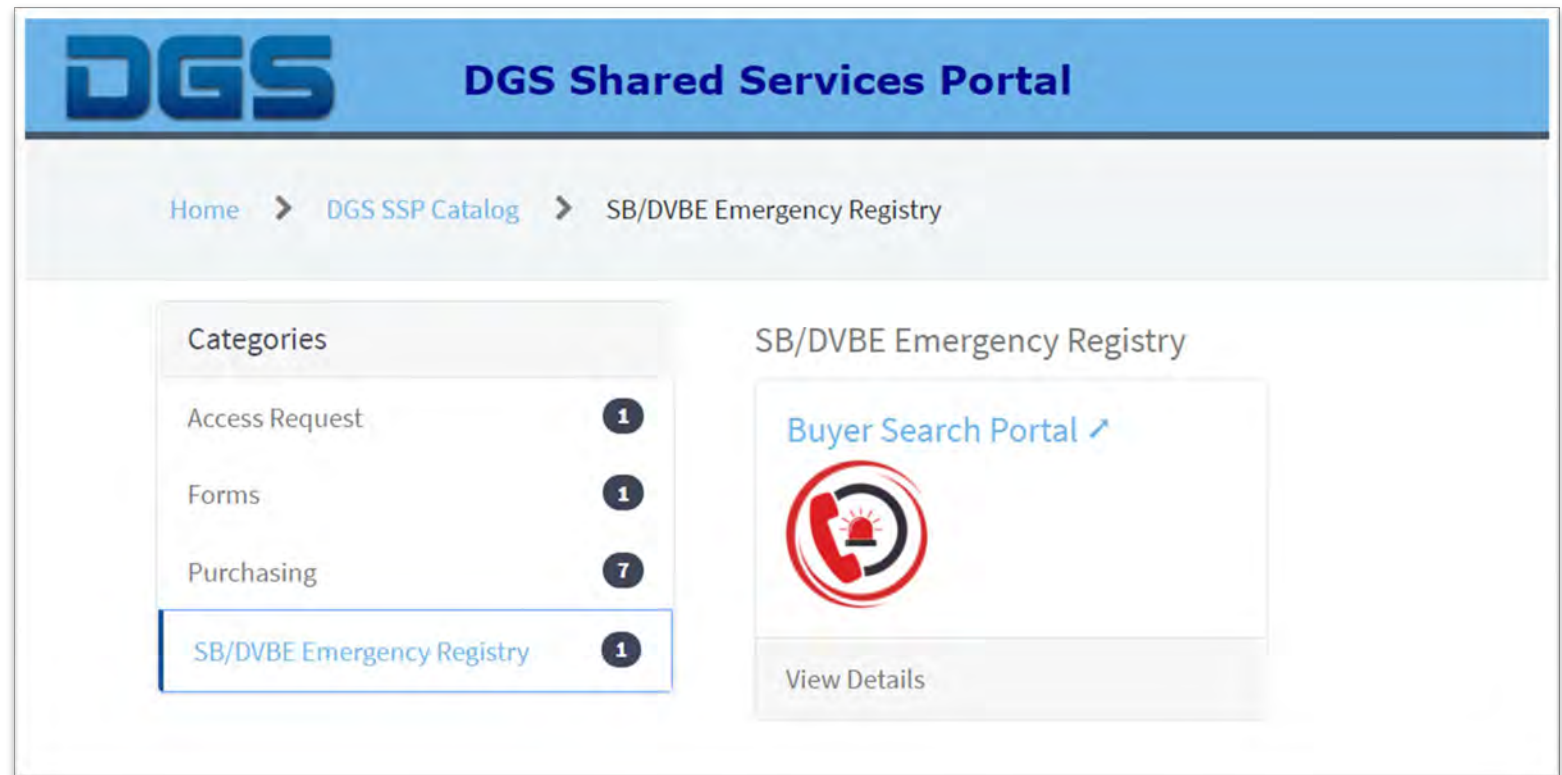 DGS
DGS Shared Services Portal
Home > DGS SSP Catalog > SB/DVBE Emergency Registry
Categories
Access Request 1
Forms 1
Purchasing 7
SB/DVBE Emergency Registry 1
SB/DVBE Emergency Registry
Buyer Search Portal
View Details